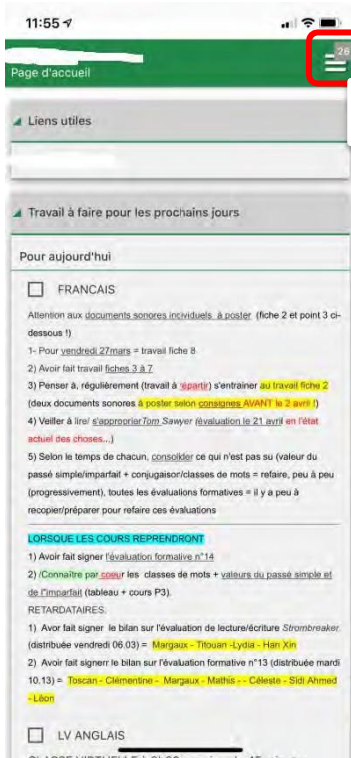 11:55
26
Page d'accueil
Liens utiles
Travail à faire pour les prochains jours
Pour aujourd'hui
FRANCAIS
Attention aux documents sonores individuels à poster (fiche 2 et point 3 ci-
dessous !)
1- Pour vendredi 27mars = travail fiche 8
2) Avoir fait travail fiches 3 à 7
3) Penser à, régulièrement (travail à répartir) s'entrainer au travail fiche 2
(deux documents sonores à poster selon consignes AVANT le 2 avril !)
4) Veiller à lire/ s'approprierTom Sawyer (évaluation le 21 avril en l'état
actuel des choses...)
5) Selon le temps de chacun, consolider ce qui n'est pas su (valeur du
passé simple/imparfait + conjugaison/classes de mots = refaire, peu à peu
(progressivement), toutes les évaluations formatives = il y a peu à
recopier/préparer pour refaire ces évaluations
LORSQUE LES COURS REPRENDRONT
1) Avoir fait signer l'évaluation formative n°14
2) /Connaître par coeur les classes de mots + valeurs du passé simple et
de l'imparfait (tableau + cours P3).
RETARDATAIRES.
1) Avor fait signer le bilan sur l'évaluation de lecture/écriture Strombreaker
(distribuée vendredi 06.03) = Margaux - Titouan -Lydia - Han Xin
2) Avoir fait signerr le bilan sur l'évaluation formative n°13 (distribuée mardi
10.13) = Toscan - Clémentine - Margaux - Mathis - - Céleste - Sidi Ahmed
- Léon
LV ANGLAIS